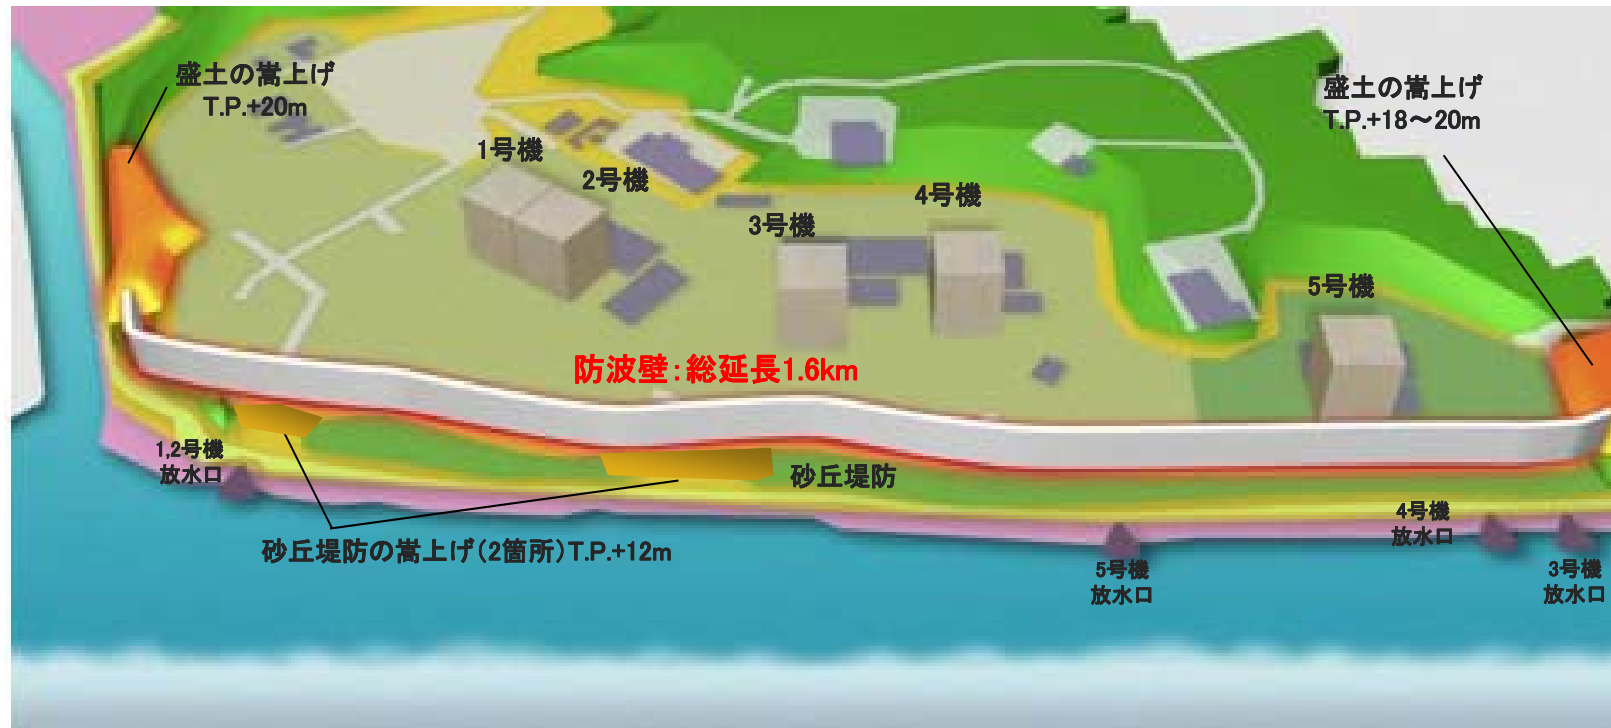 盛土の嵩上げ
T.P.+20m
盛土の嵩上げ
T.P.+18～20m
1号機
2号機
3号機
4号機
5号機
防波壁：総延長1.6km
1,2号機
放水口
砂丘堤防
砂丘堤防の嵩上げ（2箇所）T.P.+12m
4号機
放水口
5号機
放水口
3号機
放水口